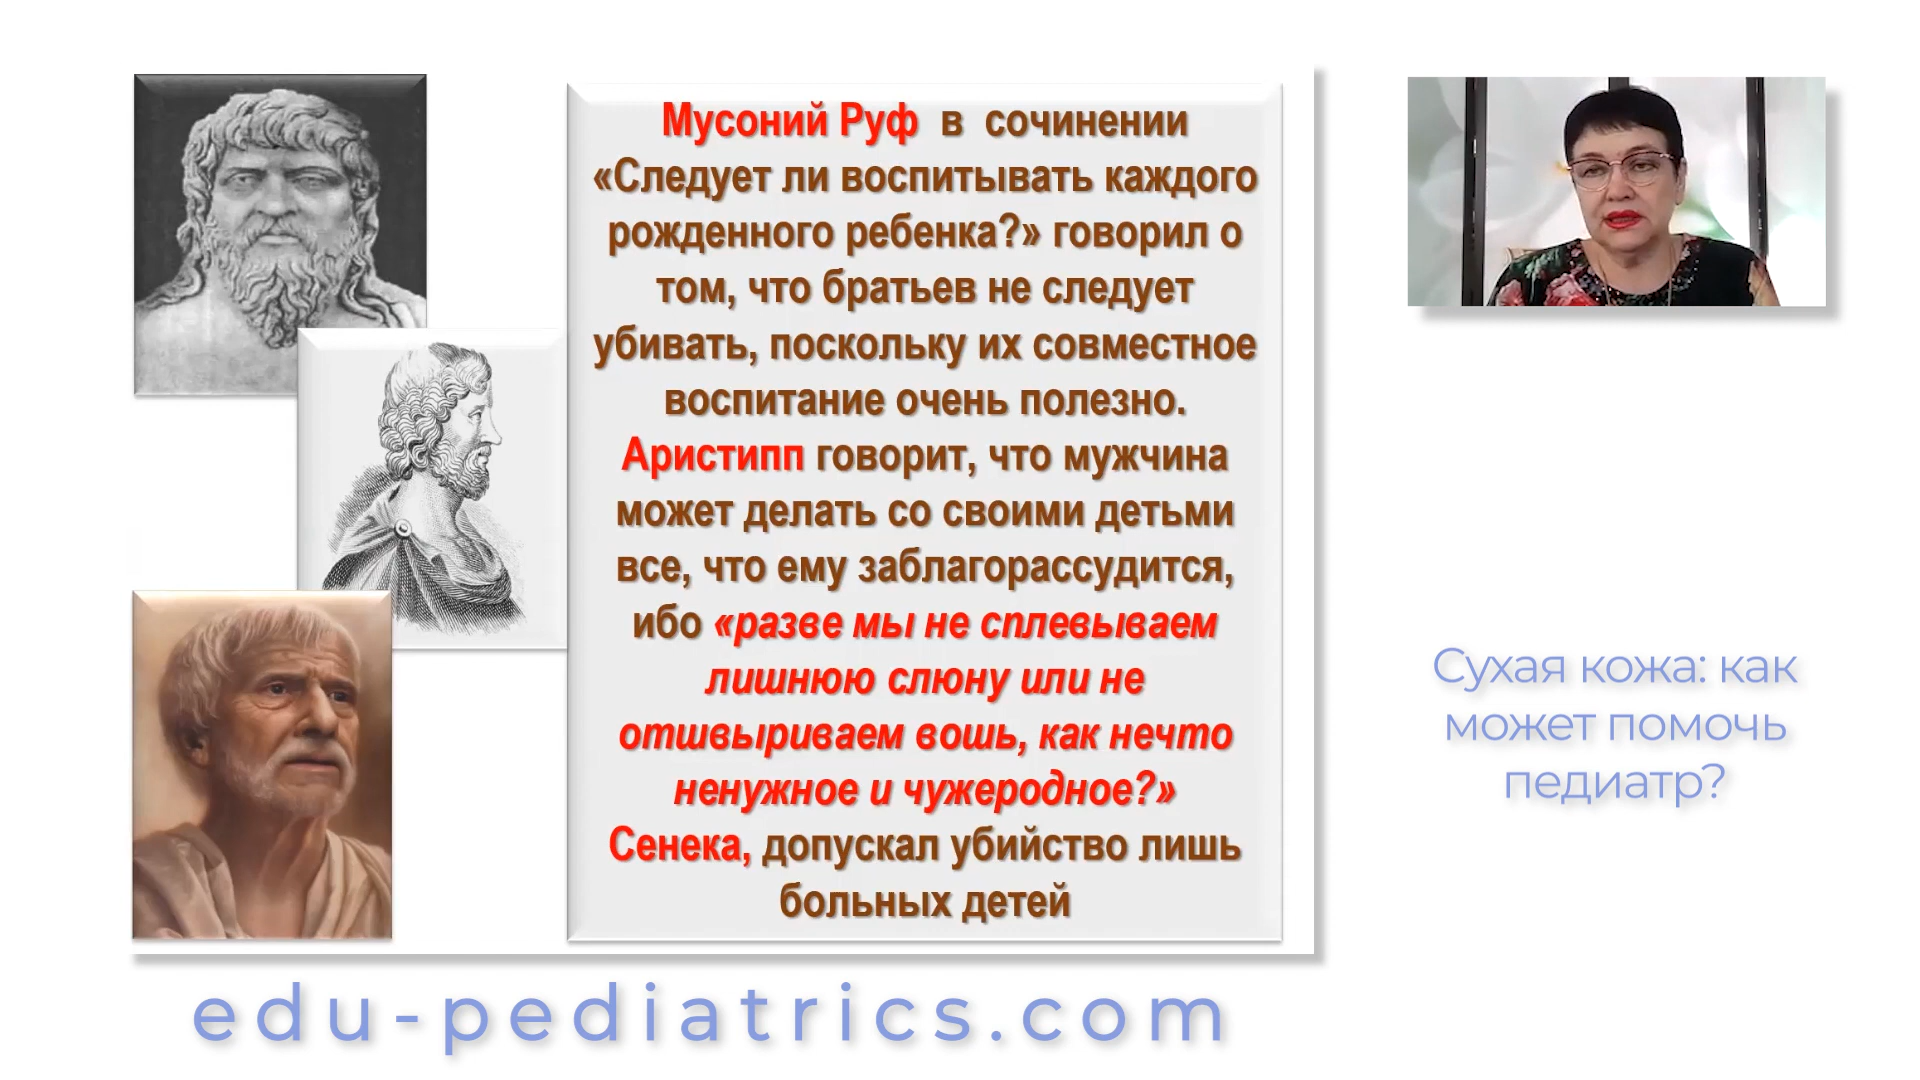 Мусоний Руф в сочинении
«Следует ли воспитывать каждого
рожденного ребенка?» говорил о
том, что братьев не следует
убивать, поскольку их совместное
воспитание очень полезно.
Аристипп говорит, что мужчина
может делать со своими детьми
все, что ему заблагорассудится,
ибо «разве мы не сплевываем
лишнюю слюну или не
отшвыриваем вошь, как нечто
ненужное и чужеродное?»
Сенека, допускал убийство лишь
больных детей
Сухая кожа: как
может помочь
педиатр?
edu-pediatrics.com